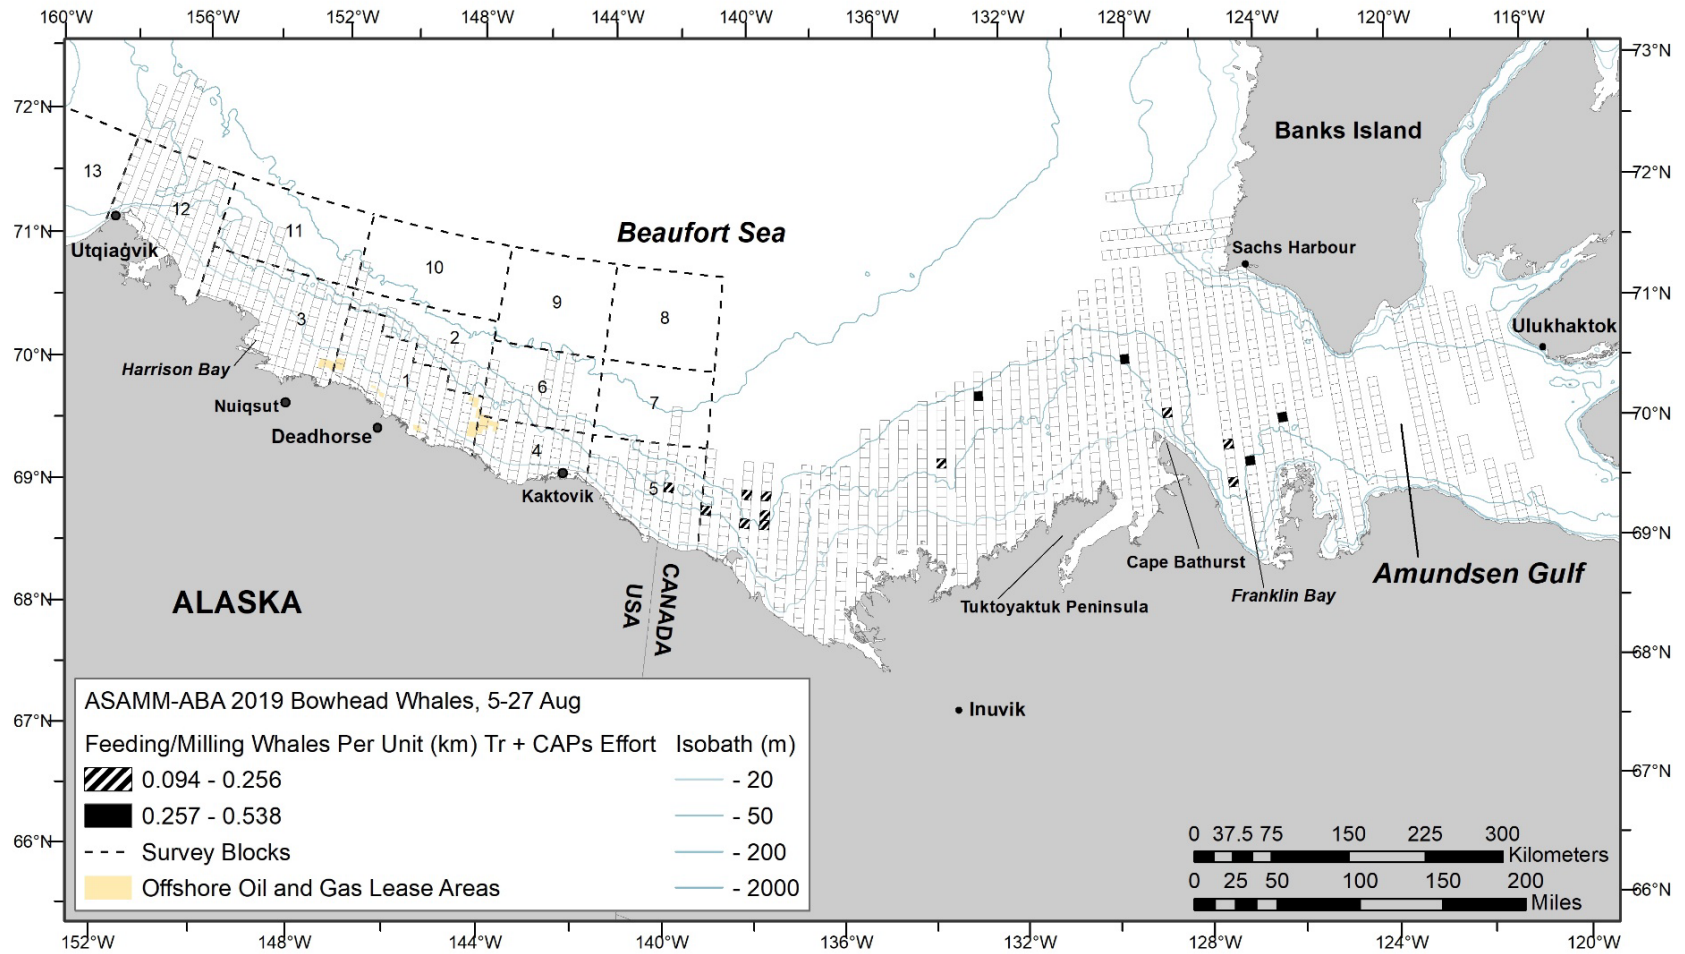 160°W 156°W 152°W 148°W 144°W 140°W 136°W 132°W 128°W 124°W 120°W 116°W
73°N
72°N
Banks Island
13
72°N
12
Utqiaġvik
71°N
11
Beaufort Sea
Sachs Harbour
10
9
8
71°N
3
2
Ulukhaktok
70°N
Harrison Bay
1
6
7
Nuiqsut
70°N
Deadhorse
4
69°N
Kaktovik
5
69°N
Cape Bathurst
Amundsen Gulf
Franklin Bay
Tuktoyaktuk Peninsula
68°N
ALASKA
USA
CANADA
68°N
Inuvik
67°N
67°N
66°N
66°N
ASAMM-ABA 2019 Bowhead Whales, 5-27 Aug
Feeding/Milling Whales Per Unit (km) Tr + CAPs Effort
0.094 - 0.256
0.257 - 0.538
Survey Blocks
Offshore Oil and Gas Lease Areas
Isobath (m)
- 20
- 50
- 200
- 2000
0 37.5 75 150 225 300
Kilometers
0 25 50 100 150 200
Miles
152°W 148°W 144°W 140°W 136°W 132°W 128°W 124°W 120°W